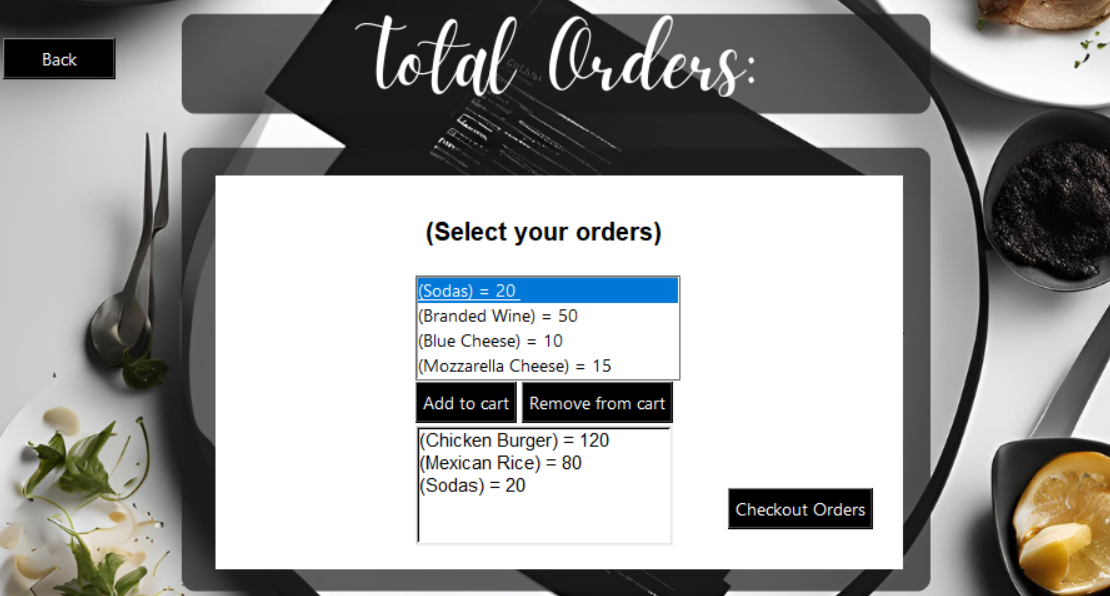 Total Orders:
Back
(Select your orders)
(Sodas) = 20
(Branded Wine) = 50
(Blue Cheese) = 10
(Mozzarella Cheese) = 15
Add to cart Remove from cart
(Chicken Burger) = 120
(Mexican Rice) = 80
(Sodas) = 20
Checkout Orders